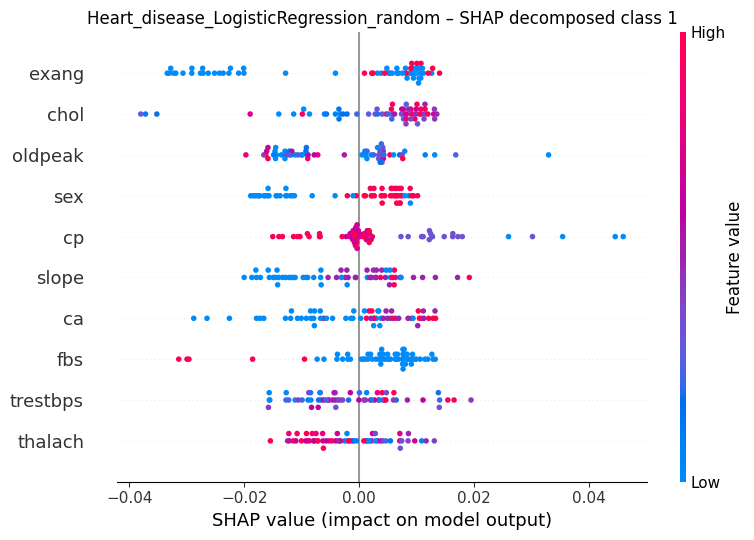 Heart_disease_LogisticRegression_random – SHAP decomposed class 1
High
exang
chol
oldpeak
sex
cp
slope
ca
fbs
trestbps
thalach
Feature value
Low
−0.04 −0.02 0.00 0.02 0.04
SHAP value (impact on model output)